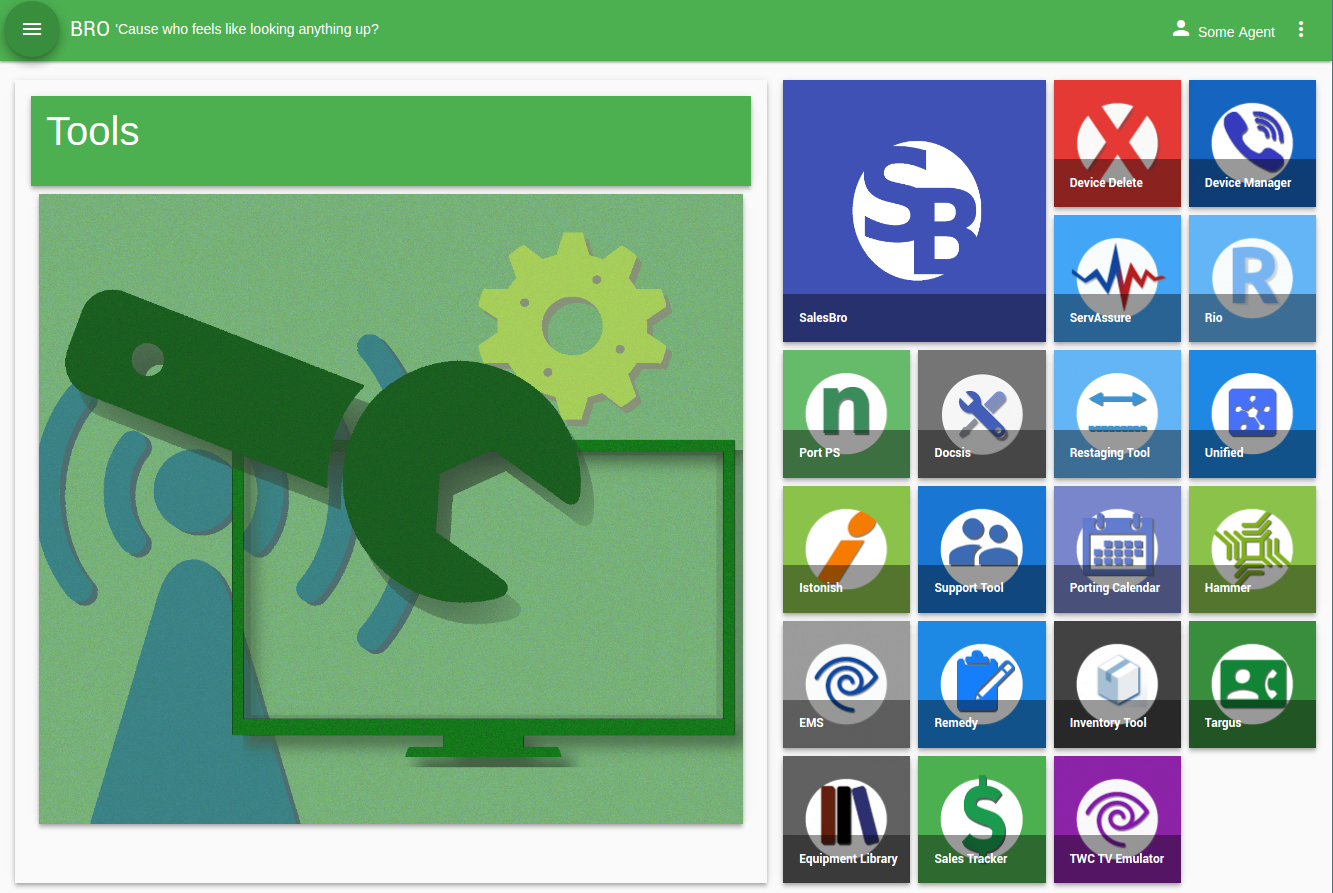 BRO 'Cause who feels like looking anything up?
Some Agent
Tools
SB
SalesBro
X
Device Delete
Device Manager
ServAssure
R
Rio
n
Port PS
Docsis
Restaging Tool
Unified
i
Istonish
Support Tool
Porting Calendar
Hammer
EMS
Remedy
Inventory Tool
Targus
Equipment Library
$
Sales Tracker
TWC TV Emulator